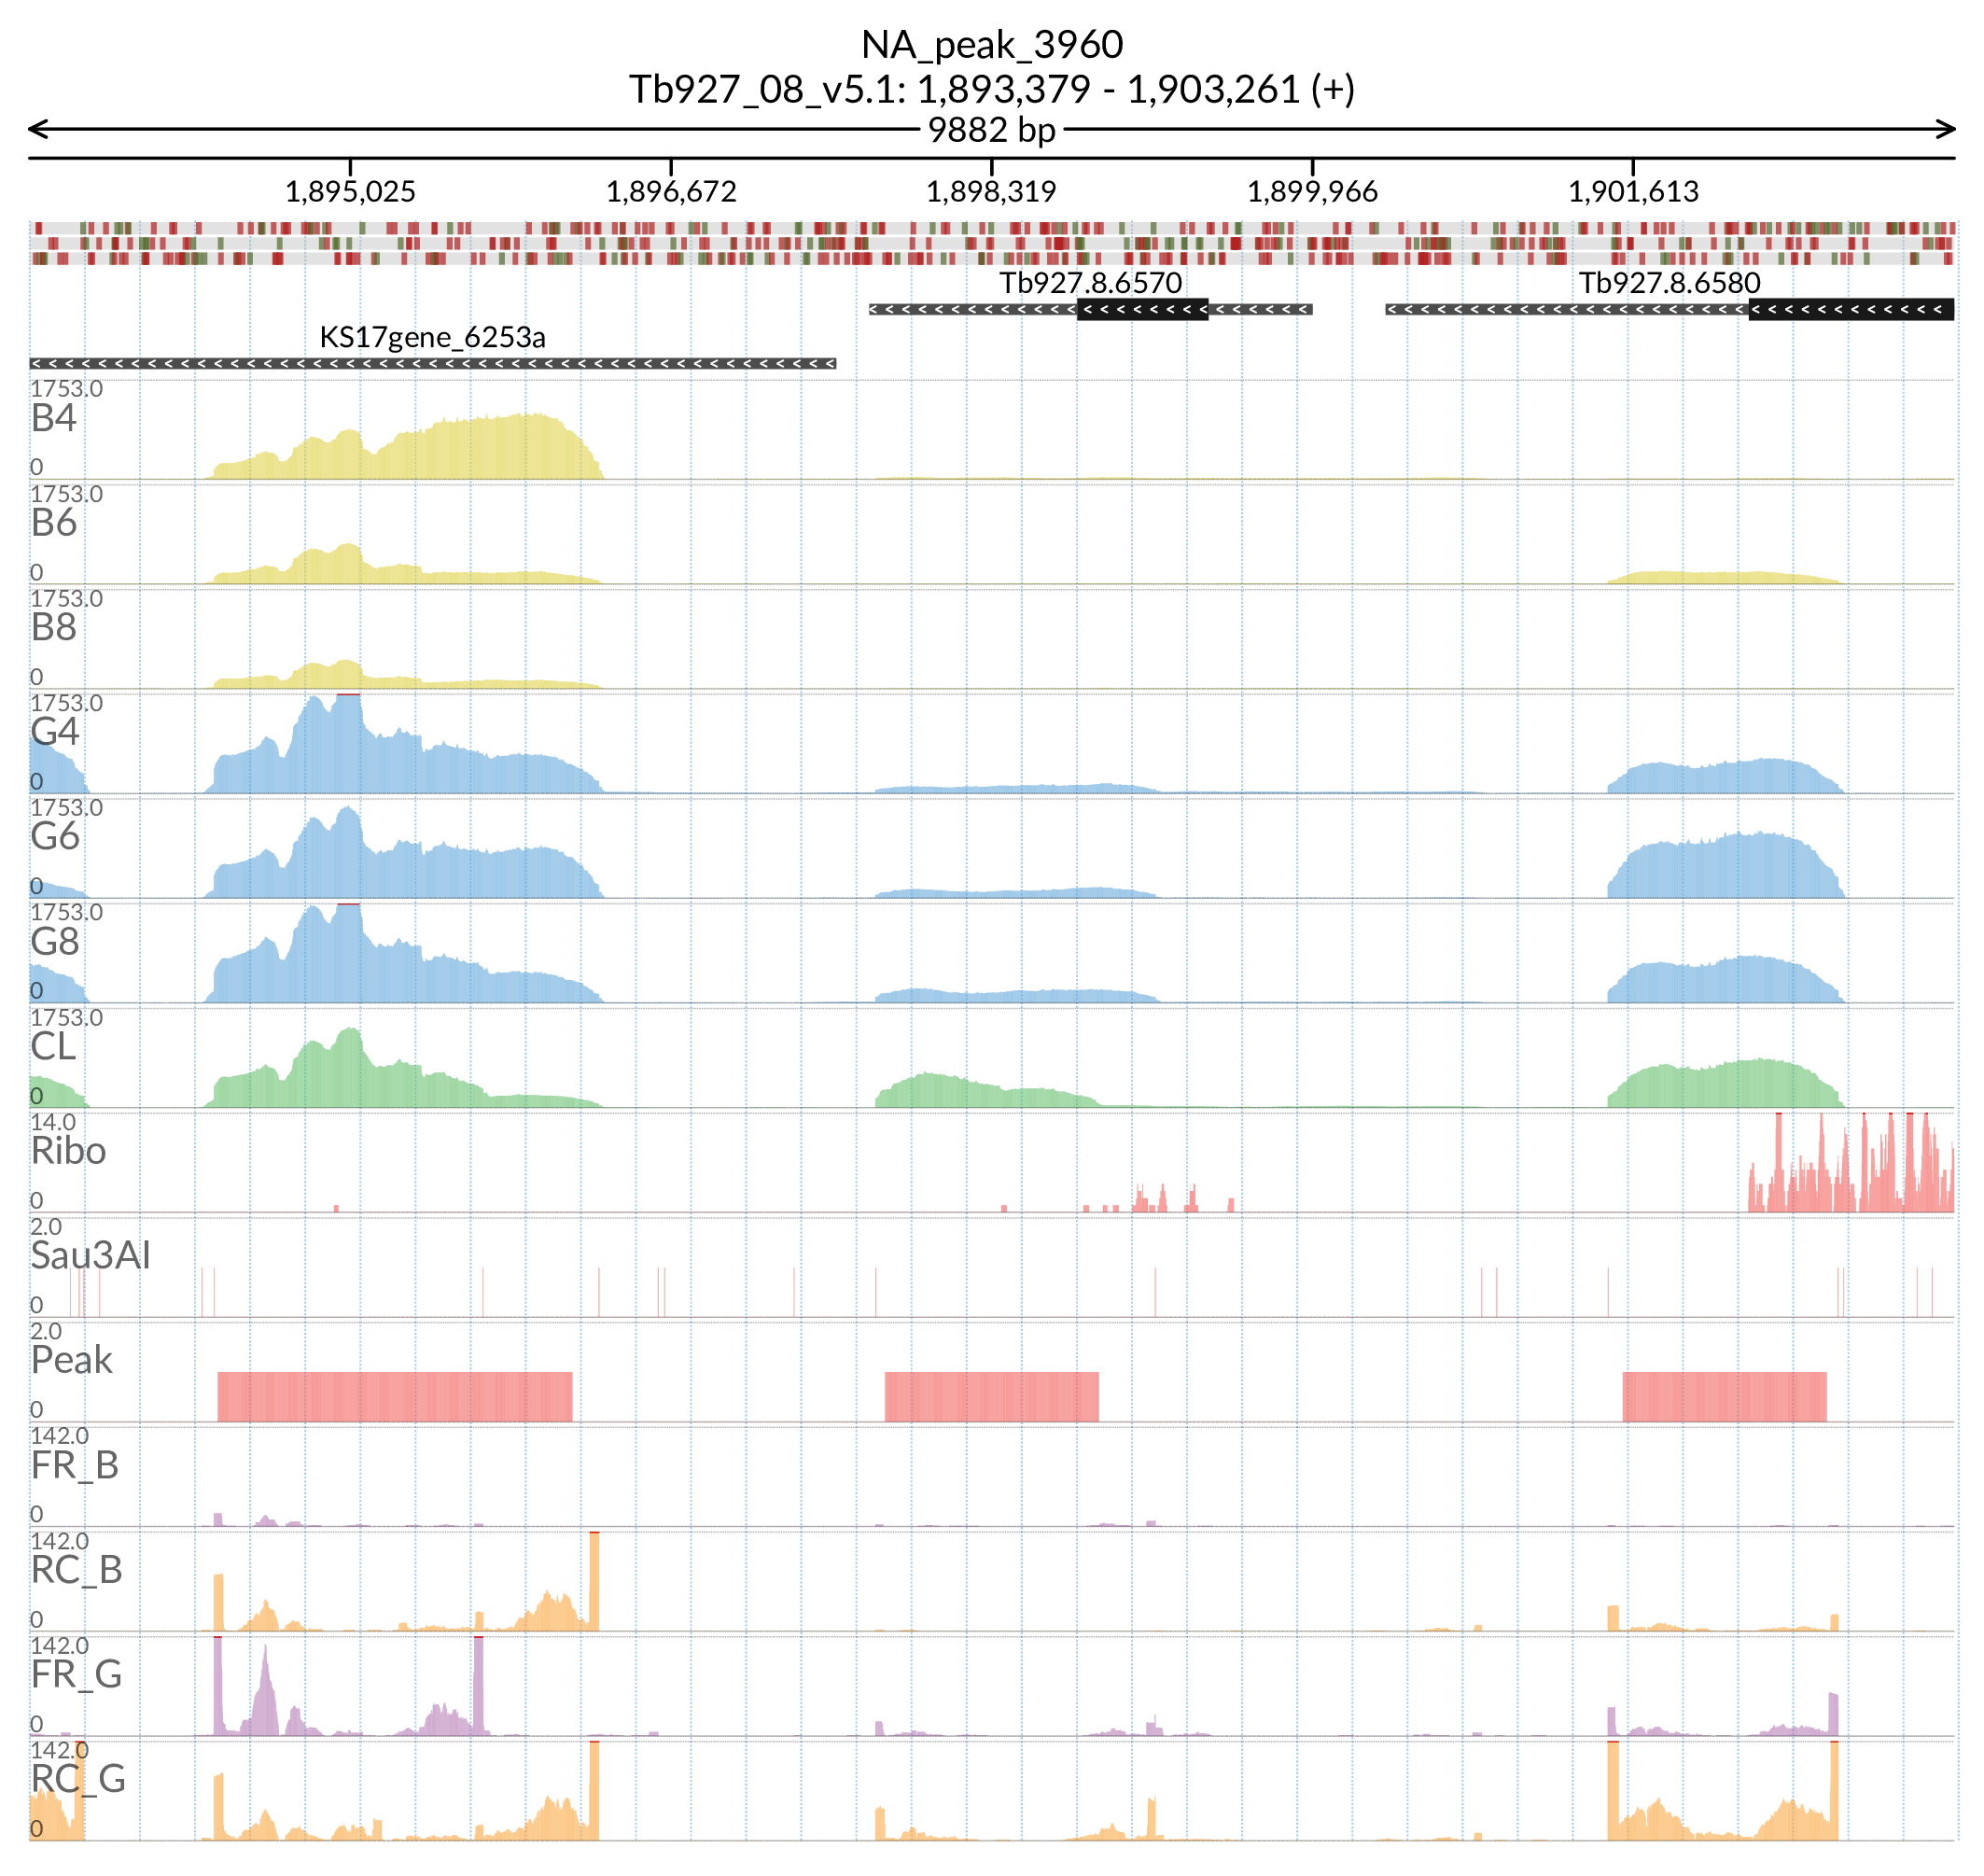 NA_peak_3960
Tb927_08_v5.1: 1,893,379 - 1,903,261 (+)
9882 bp
1,895,025 1,896,672 1,898,319 1,899,966 1,901,613
Tb927.8.6570 Tb927.8.6580
KS17gene_6253a
1753.0
B4
0
1753.0
B6
0
1753.0
B8
0
1753.0
G4
0
1753.0
G6
0
1753.0
G8
0
1753.0
CL
0
14.0
Ribo
0
2.0
Sau3AI
0
2.0
Peak
0
142.0
FR_B
0
142.0
RC_B
0
142.0
FR_G
0
142.0
RC_G
0